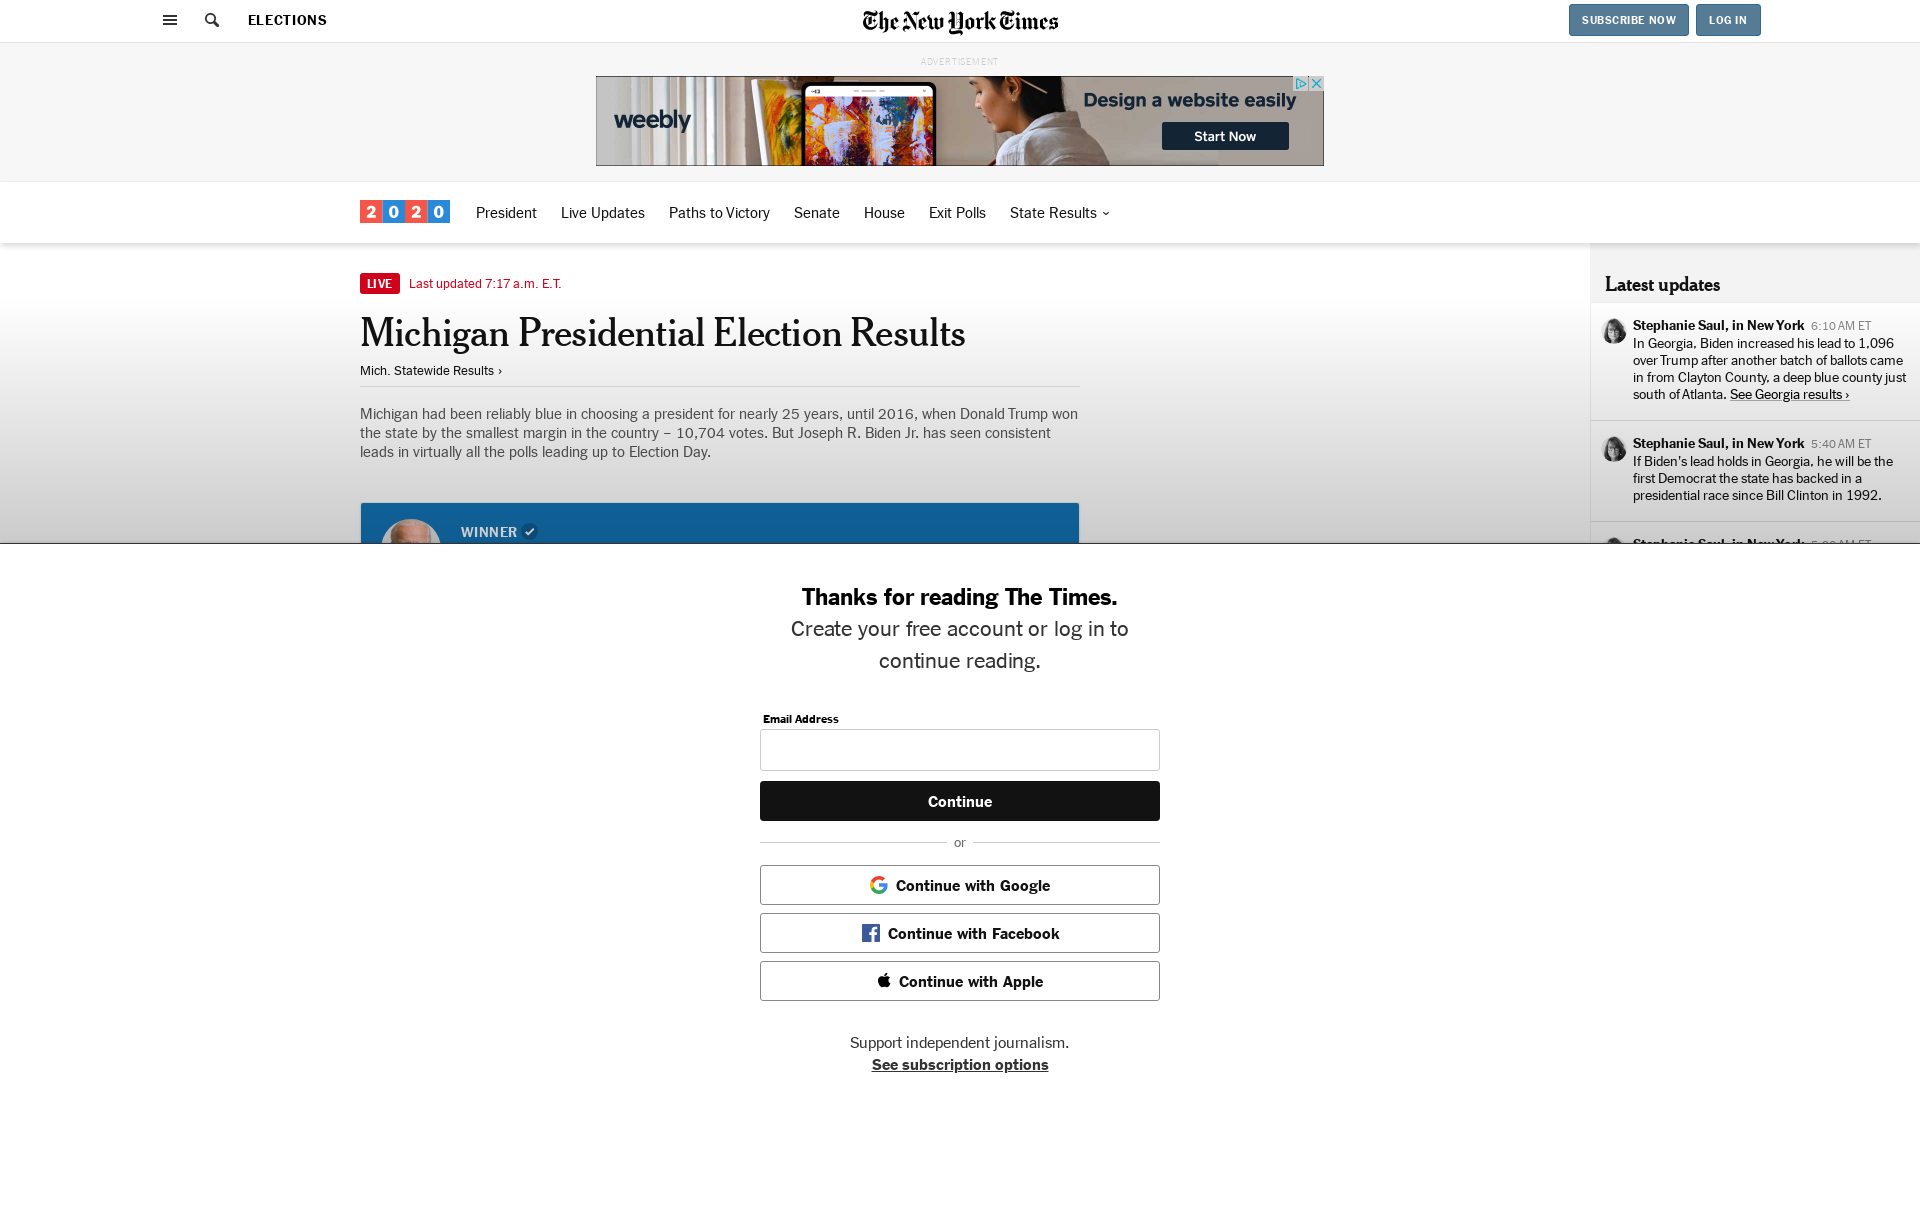 ELECTIONS
The New York Times
SUBSCRIBE NOW
LOG IN
ADVERTISEMENT
weebly
Design a website easily
Start Now
2020
President
Live Updates
Paths to Victory
Senate
House
Exit Polls
State Results
LIVE
Last updated 7:17 a.m. E.T.
Michigan Presidential Election Results
Mich. Statewide Results ›
Michigan had been reliably blue in choosing a president for nearly 25 years, until 2016, when Donald Trump won
the state by the smallest margin in the country – 10,704 votes. But Joseph R. Biden Jr. has seen consistent
leads in virtually all the polls leading up to Election Day.
WINNER
Latest updates
Stephanie Saul, in New York 6:10 AM ET
In Georgia, Biden increased his lead to 1,096
over Trump after another batch of ballots came
in from Clayton County, a deep blue county just
south of Atlanta. See Georgia results ›
Stephanie Saul, in New York 5:40 AM ET
If Biden's lead holds in Georgia, he will be the
first Democrat the state has backed in a
presidential race since Bill Clinton in 1992.
Stephanie Saul, in New York
Thanks for reading The Times.
Create your free account or log in to
continue reading.
Email Address
Continue
or
Continue with Google
Continue with Facebook
Continue with Apple
Support independent journalism.
See subscription options